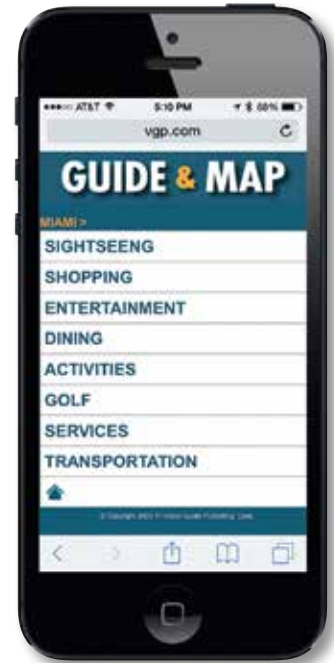 AT&T 5:10 PM
vgp.com
GUIDE & MAP
MIAMI >
SIGHTSEENG
SHOPPING
ENTERTAINMENT
DINING
ACTIVITIES
GOLF
SERVICES
TRANSPORTATION